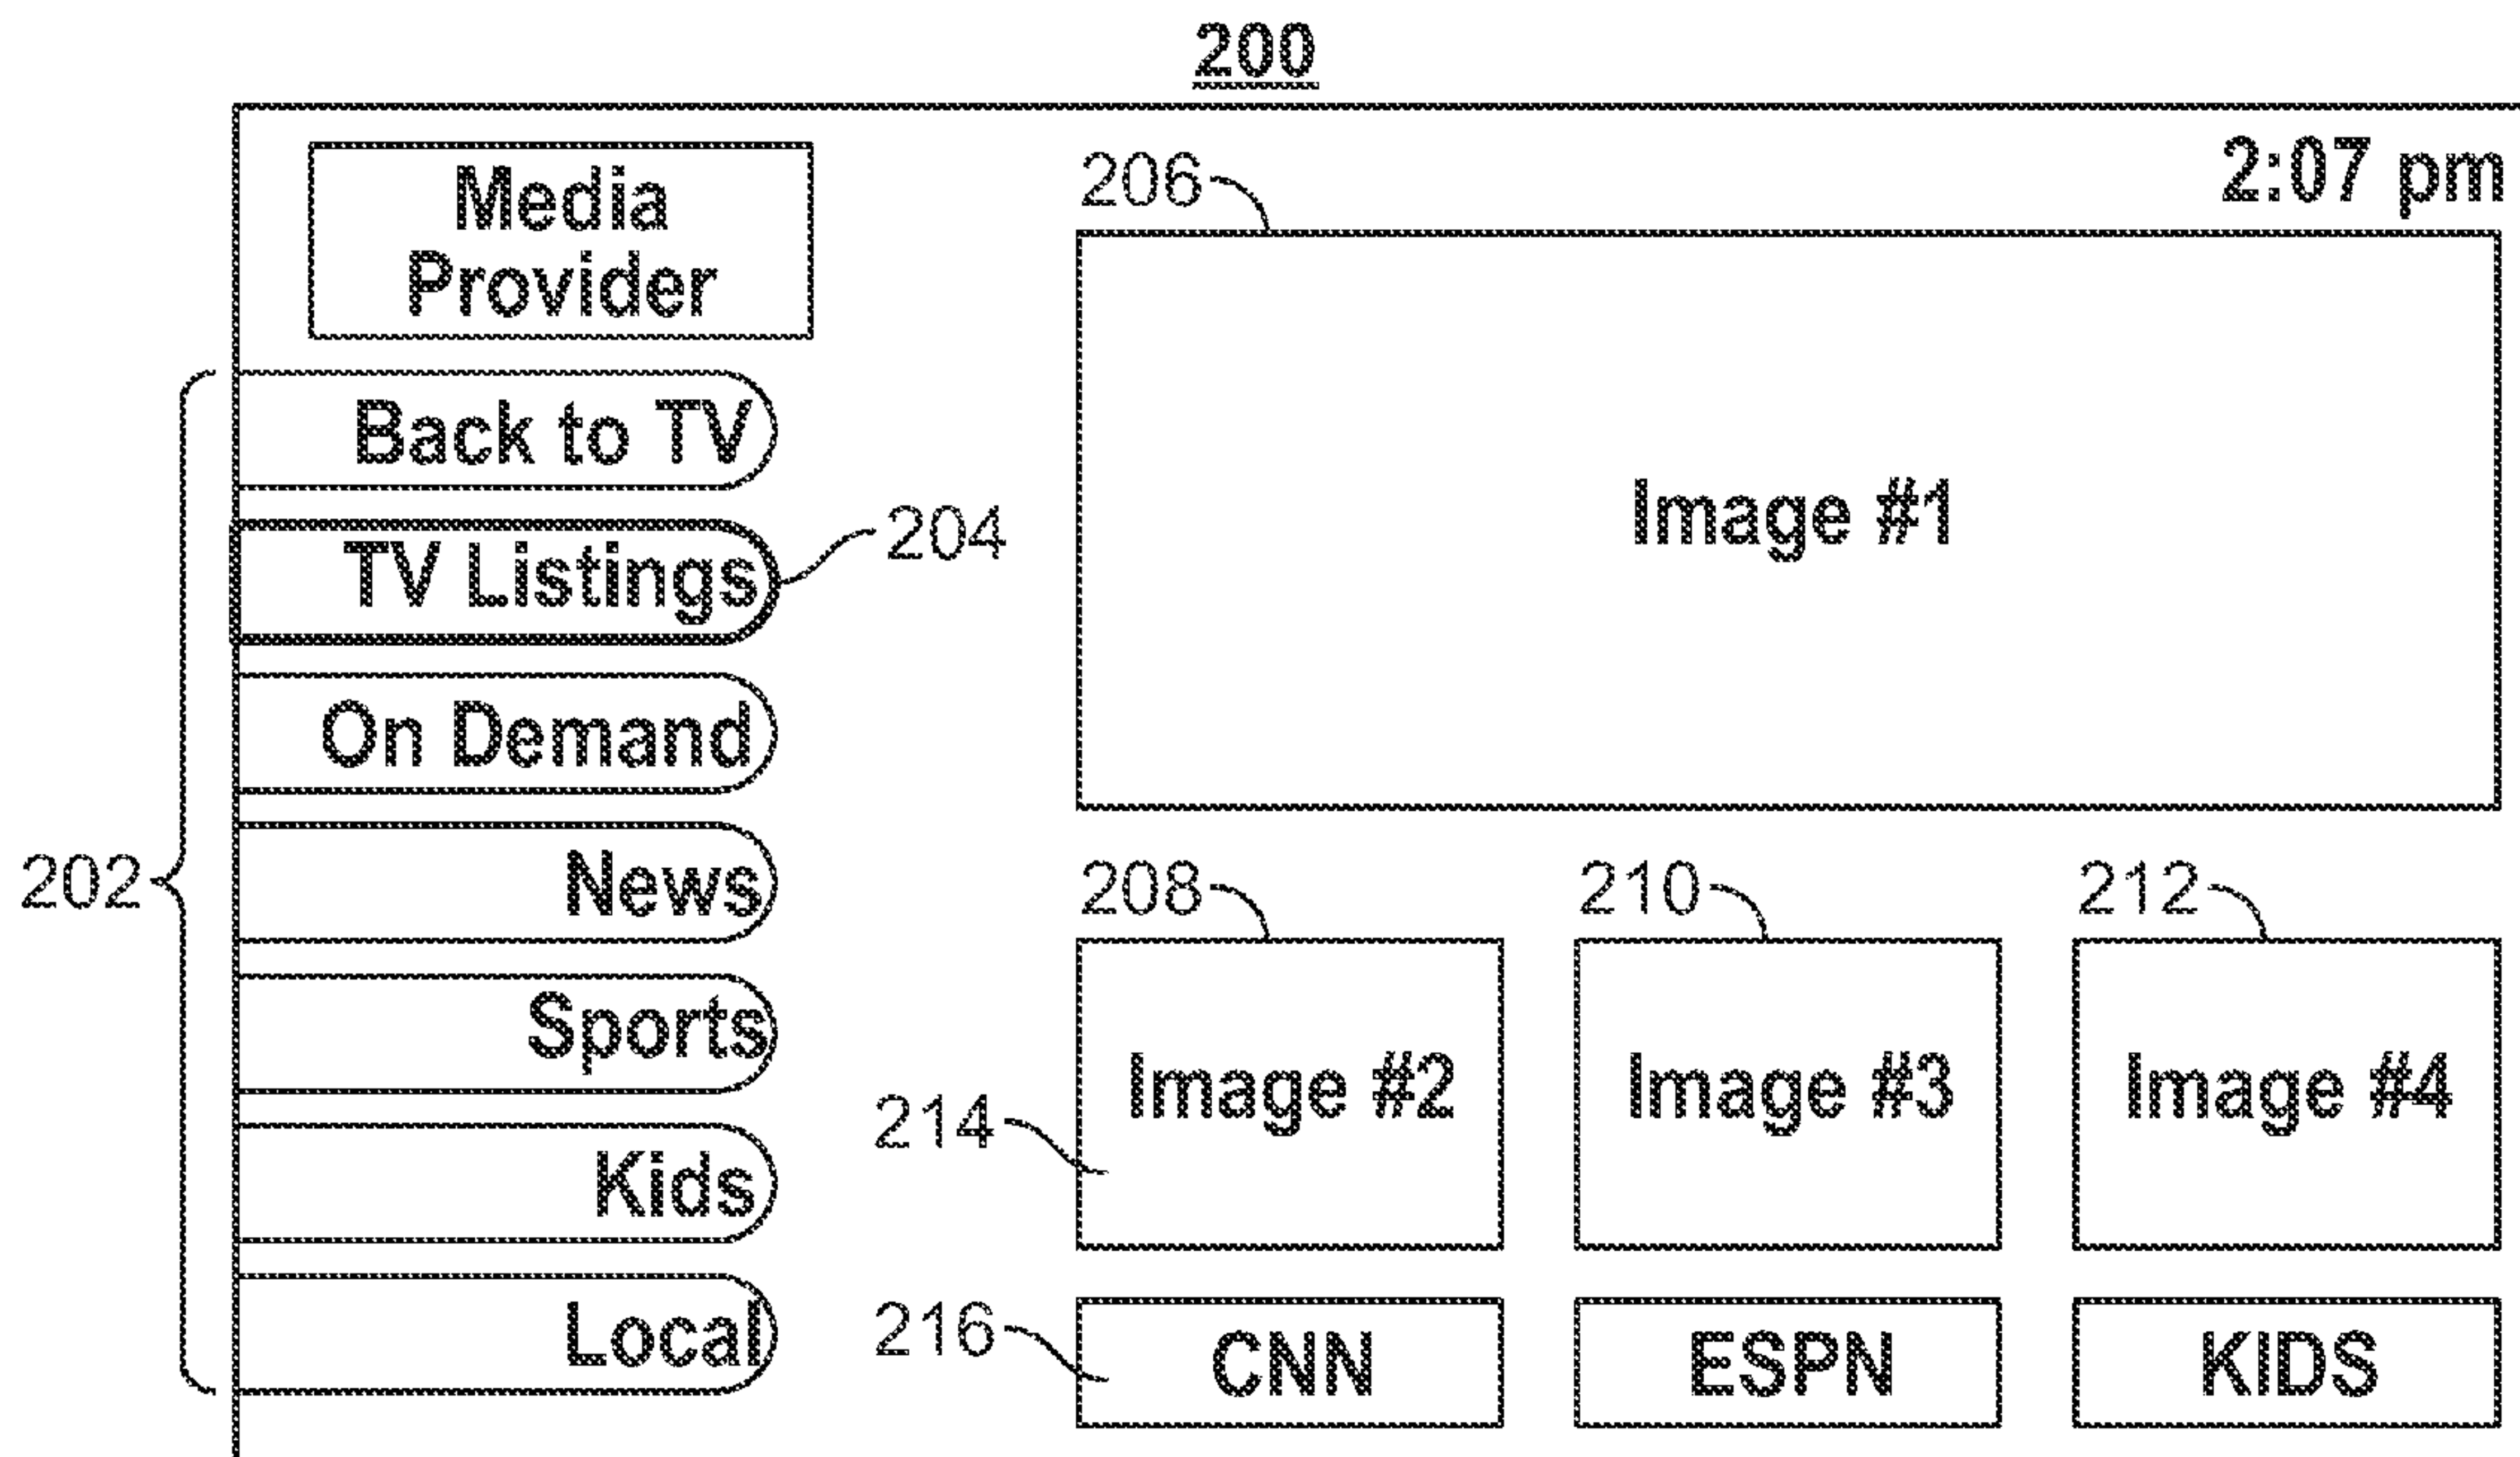 200
Media
Provider
2:07 pm
206
Back to TV
TV Listings
204
Image #1
On Demand
202
News
208
210
212
Sports
Image #2
Image #3
Image #4
214
Kids
Local
216
CNN
ESPN
KIDS